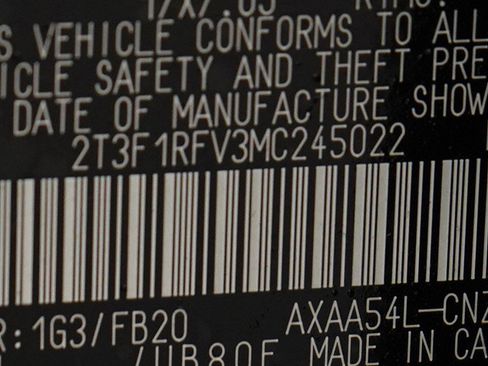 S VEHICLE CONFORMS TO ALL
ICLE SAFETY AND THEFT PRE
DATE OF MANUFACTURE SHOW
2T3F1RFV3MC245022
R:1G3/FB20 AXAA54L-CNZ
MADE IN CA